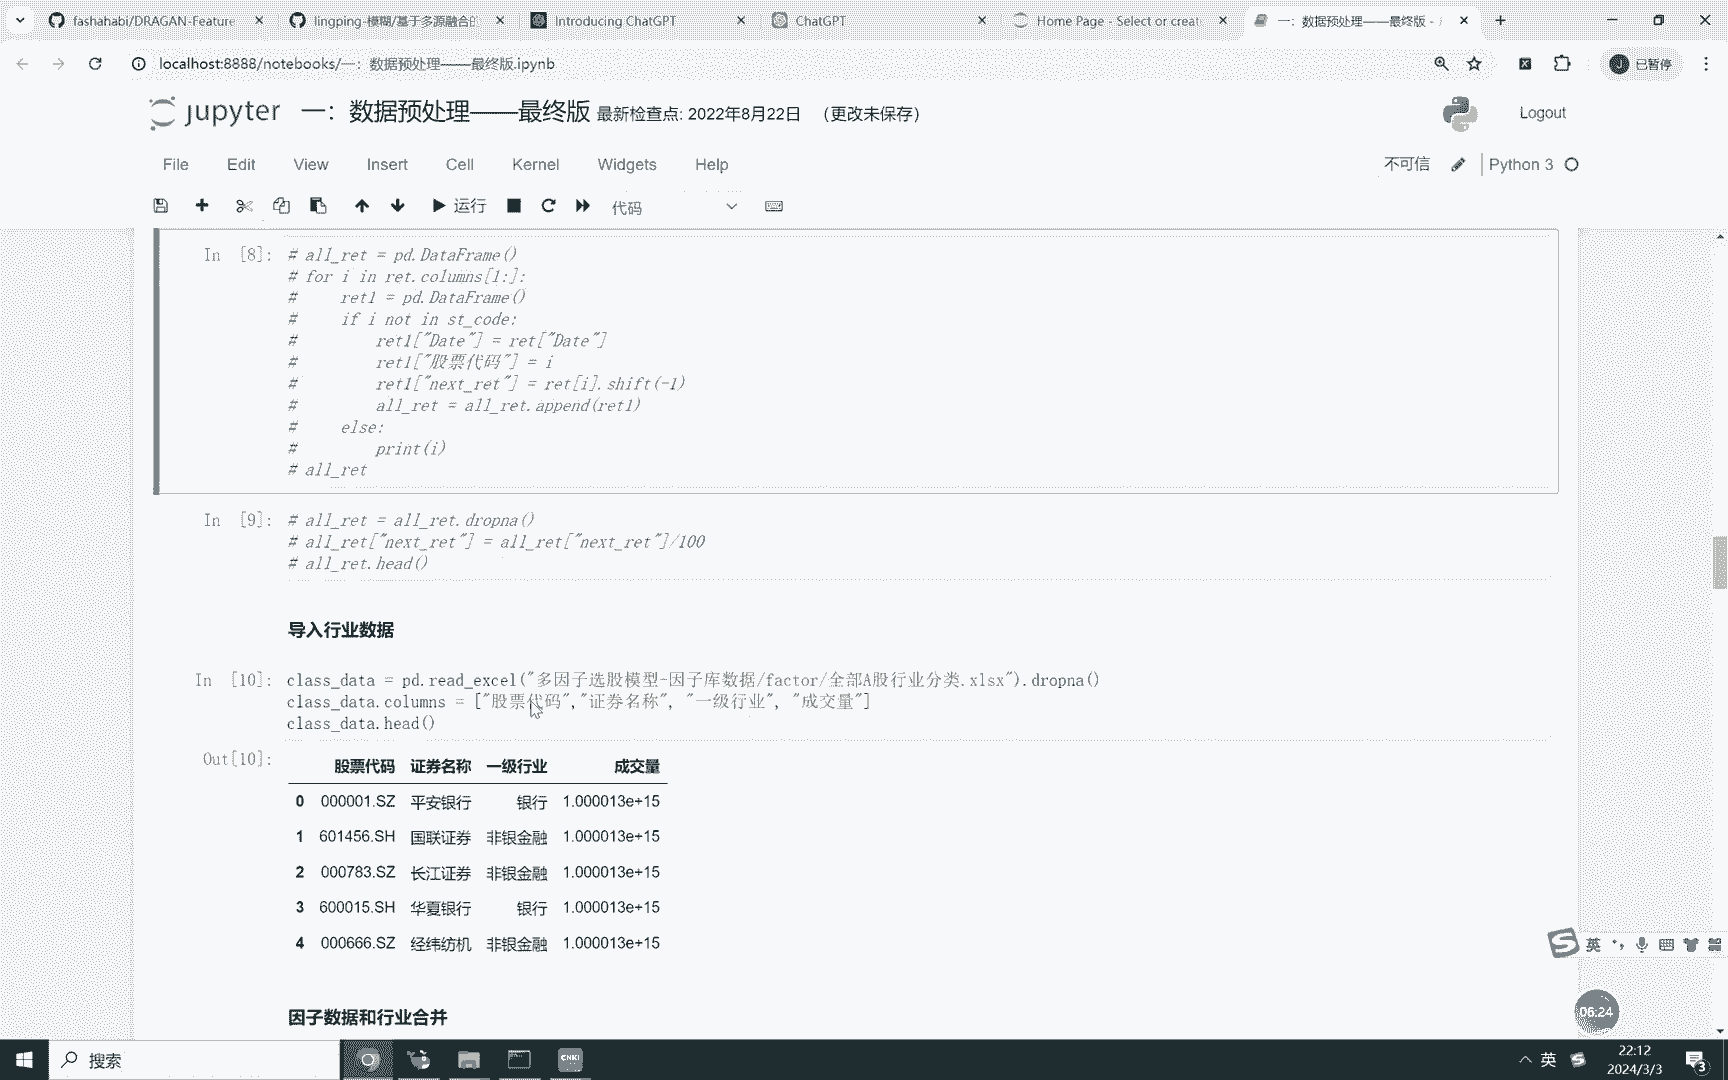 fashahabi/DRAGAN-Feature
lingping-模糊/基于多源融合的
Introducing ChatGPT
ChatGPT
Home Page - Select or creat
一：数据预处理——最终版 -
localhost:8888/notebooks/一：数据预处理——最终版.ipynb
J 已暂停
jupyter 一：数据预处理——最终版 最新检查点: 2022年8月22日 （更改未保存）
Logout
File Edit View Insert Cell Kernel Widgets Help
不可信 Python 3
运行 代码
In [8]: # all_ret = pd.DataFrame()
# for i in ret.columns[1:]:
#     ret1 = pd.DataFrame()
#     if i not in st_code:
#         ret1["Date"] = ret["Date"]
#         ret1["股票代码"] = i
#         ret1["next_ret"] = ret[i].shift(-1)
#         all_ret = all_ret.append(ret1)
#     else:
#         print(i)
# all_ret
In [9]: # all_ret = all_ret.dropna()
# all_ret["next_ret"] = all_ret["next_ret"]/100
# all_ret.head()
导入行业数据
In [10]: class_data = pd.read_excel("多因子选股模型-因子库数据/factor/全部A股行业分类.xlsx").dropna()
class_data.columns = ["股票代码","证券名称", "一级行业", "成交量"]
class_data.head()
Out[10]:
股票代码 证券名称 一级行业 成交量
0 000001.SZ 平安银行 银行 1.000013e+15
1 601456.SH 国联证券 非银金融 1.000013e+15
2 000783.SZ 长江证券 非银金融 1.000013e+15
3 600015.SH 华夏银行 银行 1.000013e+15
4 000666.SZ 经纬纺机 非银金融 1.000013e+15
英
因子数据和行业合并
06:24
搜索
CNKI
英
22:12
2024/3/3
3